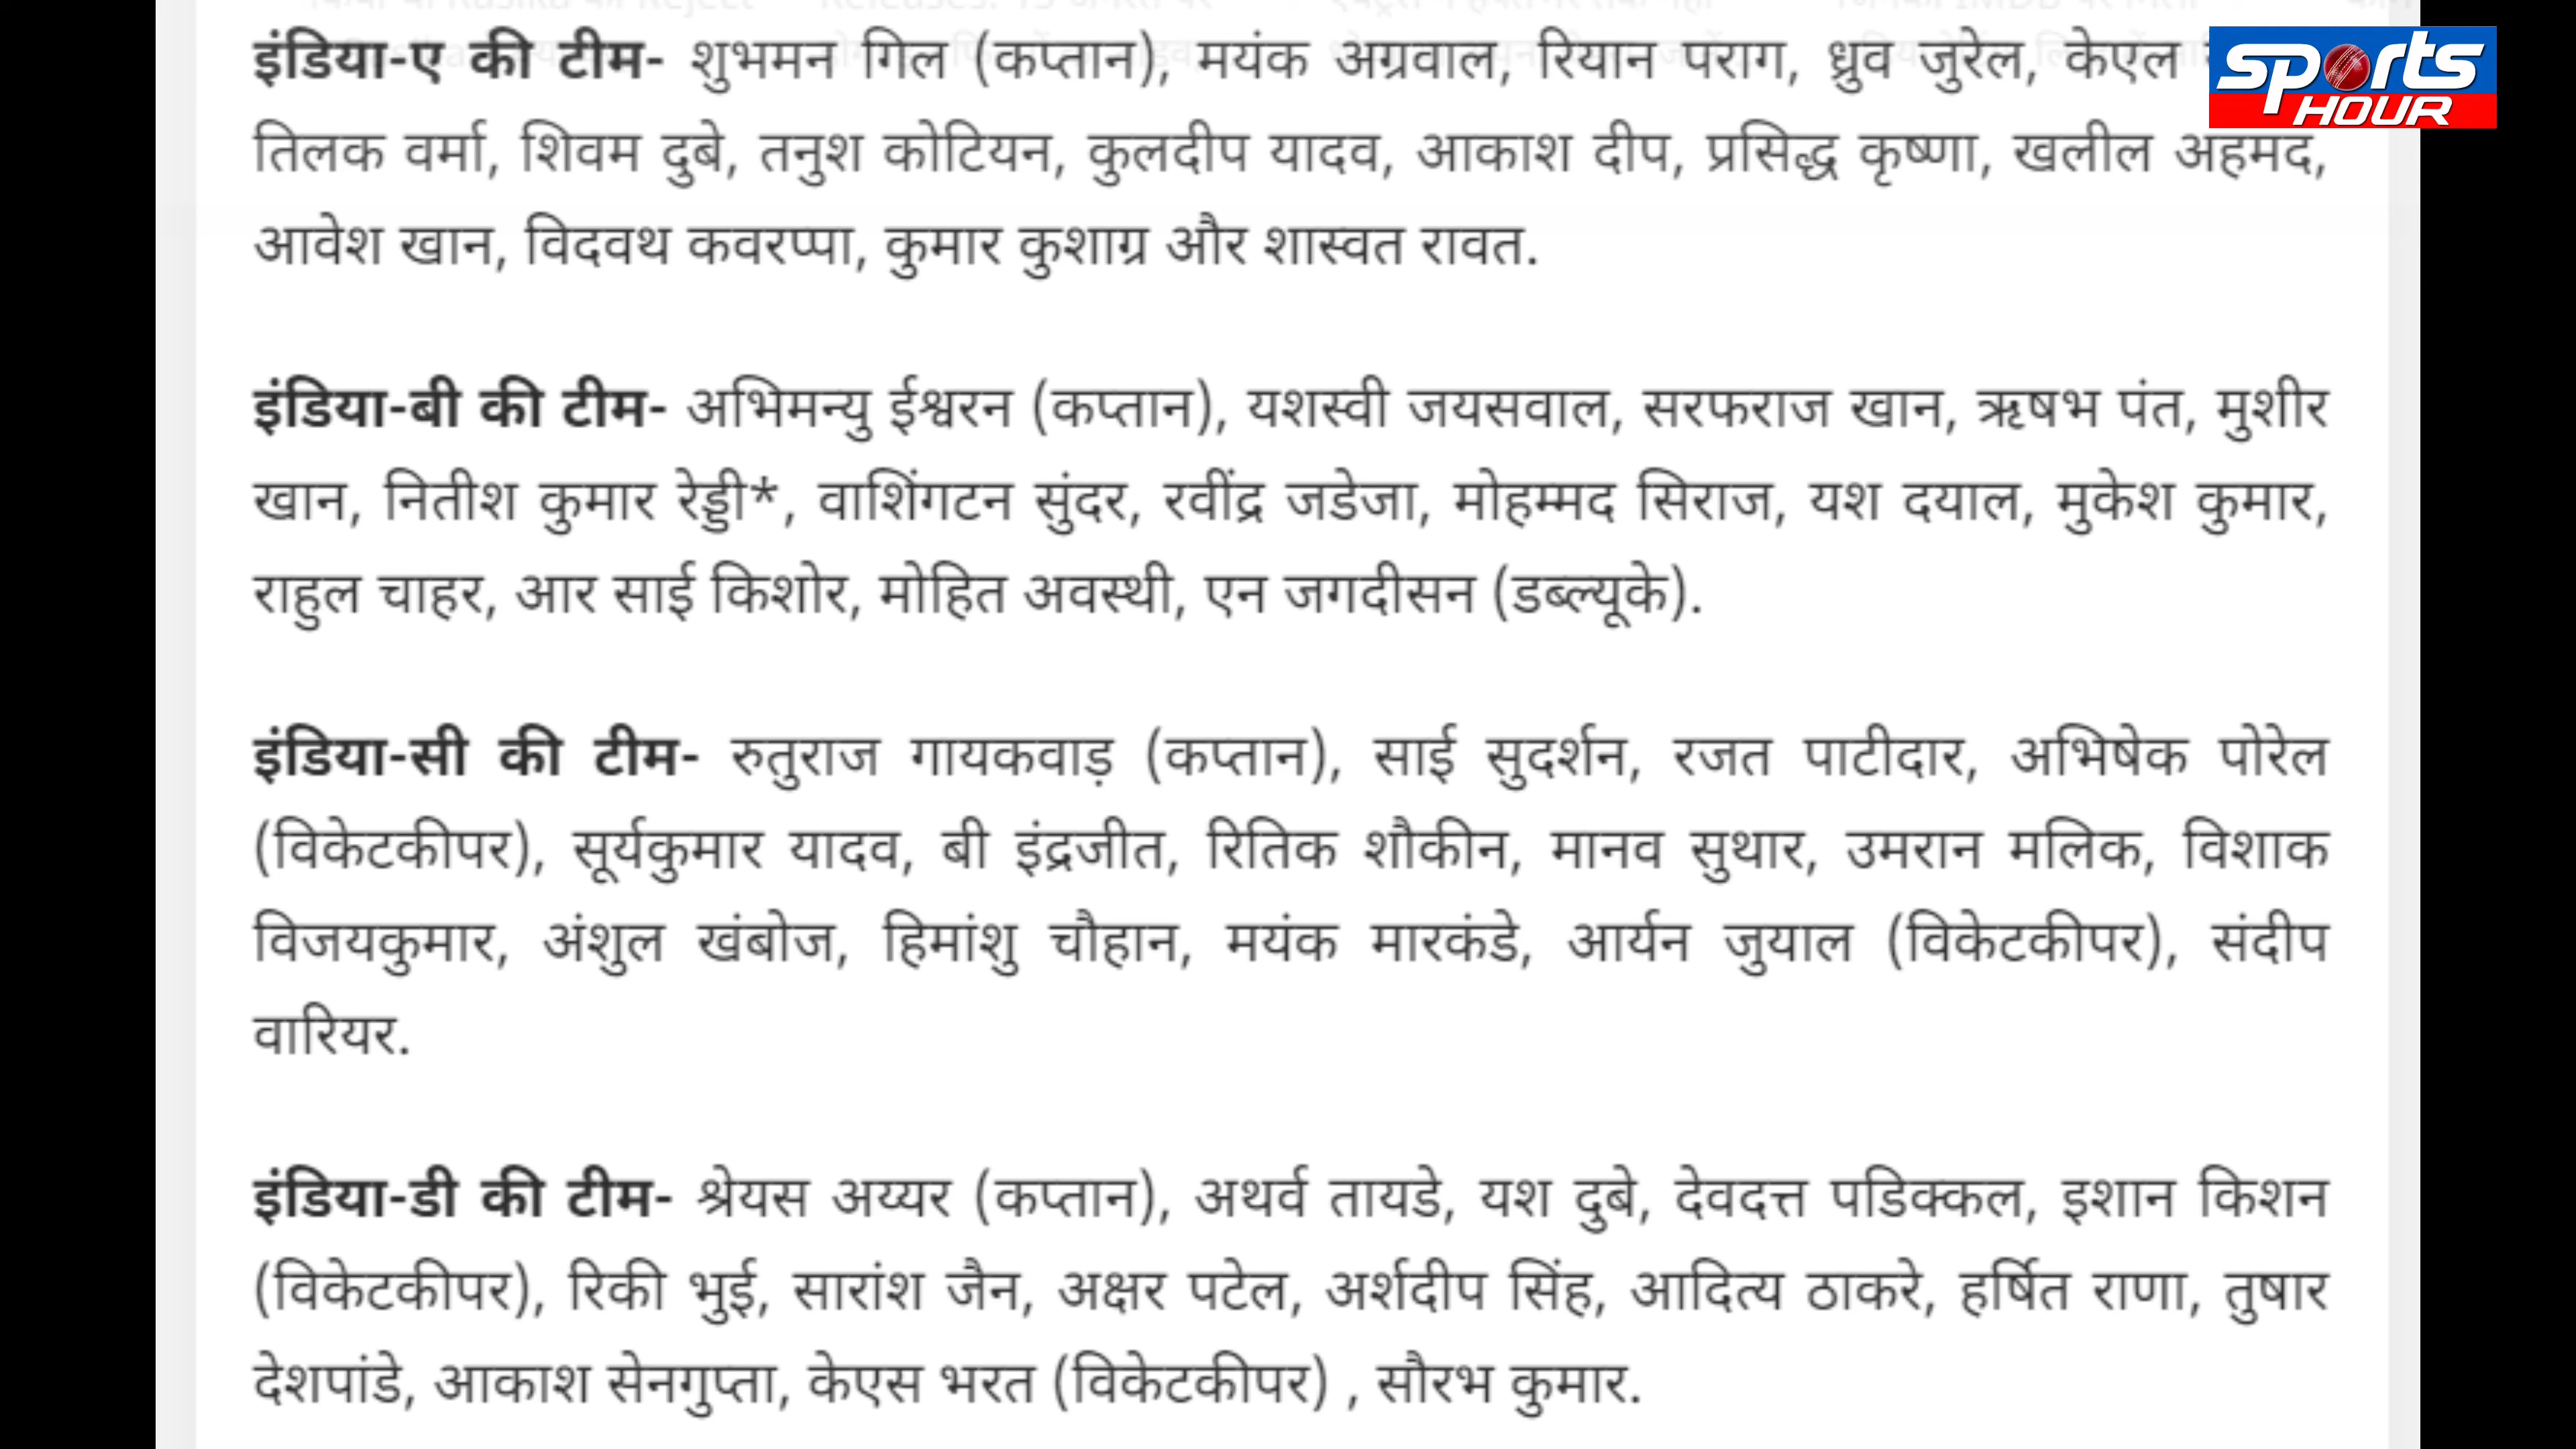 इंडिया-ए की टीम- शुभमन गिल (कप्तान), मयंक अग्रवाल, रियान पराग, ध्रुव जुरेल, केएल
sports
HOUR
तिलक वर्मा, शिवम दुबे, तनुश कोटियन, कुलदीप यादव, आकाश दीप, प्रसिद्ध कृष्णा, खलील अहमद,
आवेश खान, विदवथ कवरप्पा, कुमार कुशाग्र और शास्वत रावत.
इंडिया-बी की टीम- अभिमन्यु ईश्वरन (कप्तान), यशस्वी जयसवाल, सरफराज खान, ऋषभ पंत, मुशीर
खान, नितीश कुमार रेड्डी*, वाशिंगटन सुंदर, रवींद्र जडेजा, मोहम्मद सिराज, यश दयाल, मुकेश कुमार,
राहुल चाहर, आर साई किशोर, मोहित अवस्थी, एन जगदीसन (डब्ल्यूके).
इंडिया-सी की टीम- रुतुराज गायकवाड़ (कप्तान), साई सुदर्शन, रजत पाटीदार, अभिषेक पोरेल
(विकेटकीपर), सूर्यकुमार यादव, बी इंद्रजीत, रितिक शौकीन, मानव सुथार, उमरान मलिक, विशाक
विजयकुमार, अंशुल खंबोज, हिमांशु चौहान, मयंक मारकंडे, आर्यन जुयाल (विकेटकीपर), संदीप
वारियर.
इंडिया-डी की टीम- श्रेयस अय्यर (कप्तान), अथर्व तायडे, यश दुबे, देवदत्त पडिक्कल, इशान किशन
(विकेटकीपर), रिकी भुई, सारांश जैन, अक्षर पटेल, अर्शदीप सिंह, आदित्य ठाकरे, हर्षित राणा, तुषार
देशपांडे, आकाश सेनगुप्ता, केएस भरत (विकेटकीपर) , सौरभ कुमार.